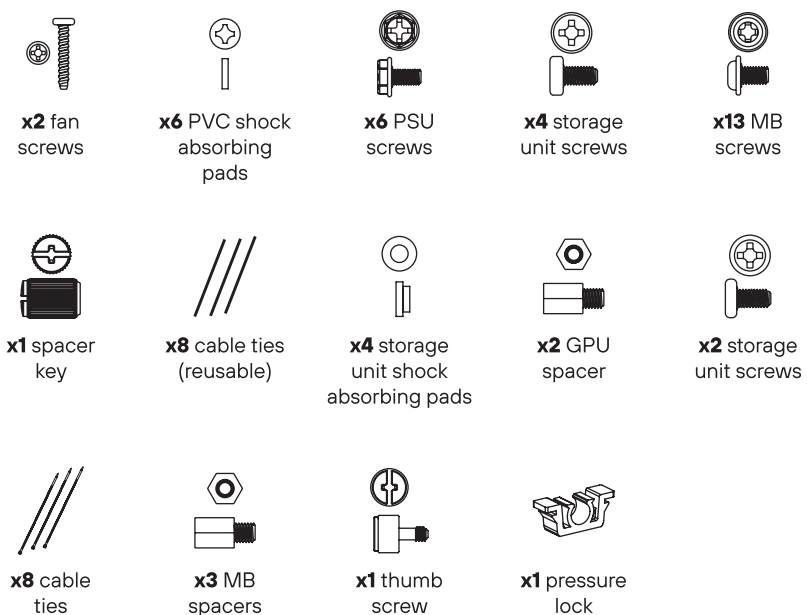 x2 fan
screws
x6 PVC shock
absorbing
pads
x6 PSU
screws
x4 storage
unit screws
x13 MB
screws
x1 spacer
key
x8 cable ties
(reusable)
x4 storage
unit shock
absorbing pads
x2 GPU
spacer
x2 storage
unit screws
x8 cable
ties
x3 MB
spacers
x1 thumb
screw
x1 pressure
lock